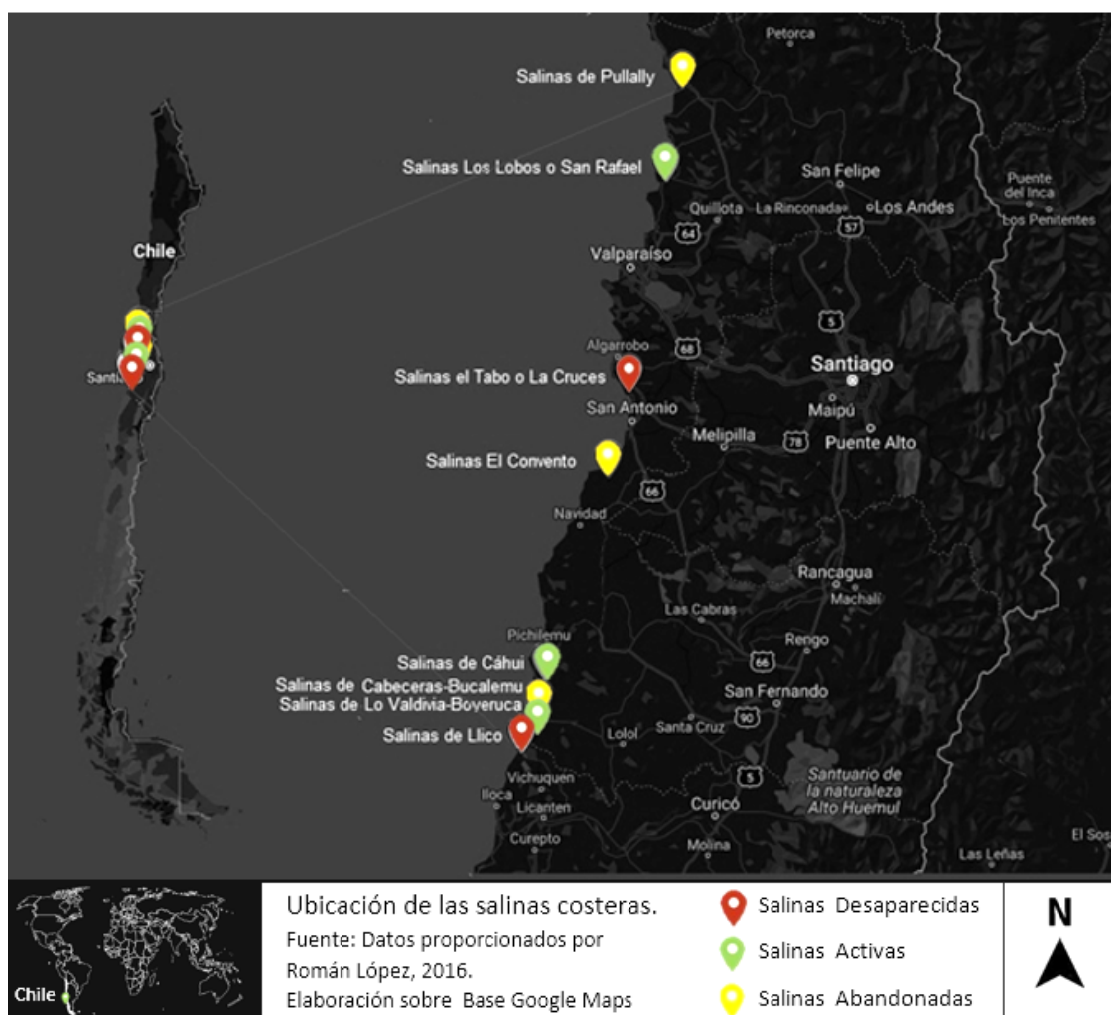 Petorca
Salinas de Pullally
Salinas Los Lobos o San Rafael
San Felipe
Puente
del Inca
Los Penitentes
Quillota
La Rinconada
Los Andes
64
57
Chile
Valparaíso
5
Algarrobo
68
Santiago
Salinas el Tabo o La Cruces
Santiago
San Antonio
Maipú
Melipilla
78
Puente Alto
Salinas El Convento
66
Navidad
Rancagua
Machalí
Las Cabras
Pichilemu
Rengo
Salinas de Cáhui
66
Salinas de Cabeceras-Bucalemu
San Fernando
Salinas de Lo Valdivia-Boyeruca
90
Santa Cruz
Salinas de Llico
Lolol
Vichuquen
5
Santuario de
la naturaleza
Alto Huemul
Iloca
Licanten
Curicó
Curepto
Molina
El Sos
Las Leñas
Chile
Ubicación de las salinas costeras.
Fuente: Datos proporcionados por
Román López, 2016.
Elaboración sobre Base Google Maps
Salinas Desaparecidas
Salinas Activas
Salinas Abandonadas
N